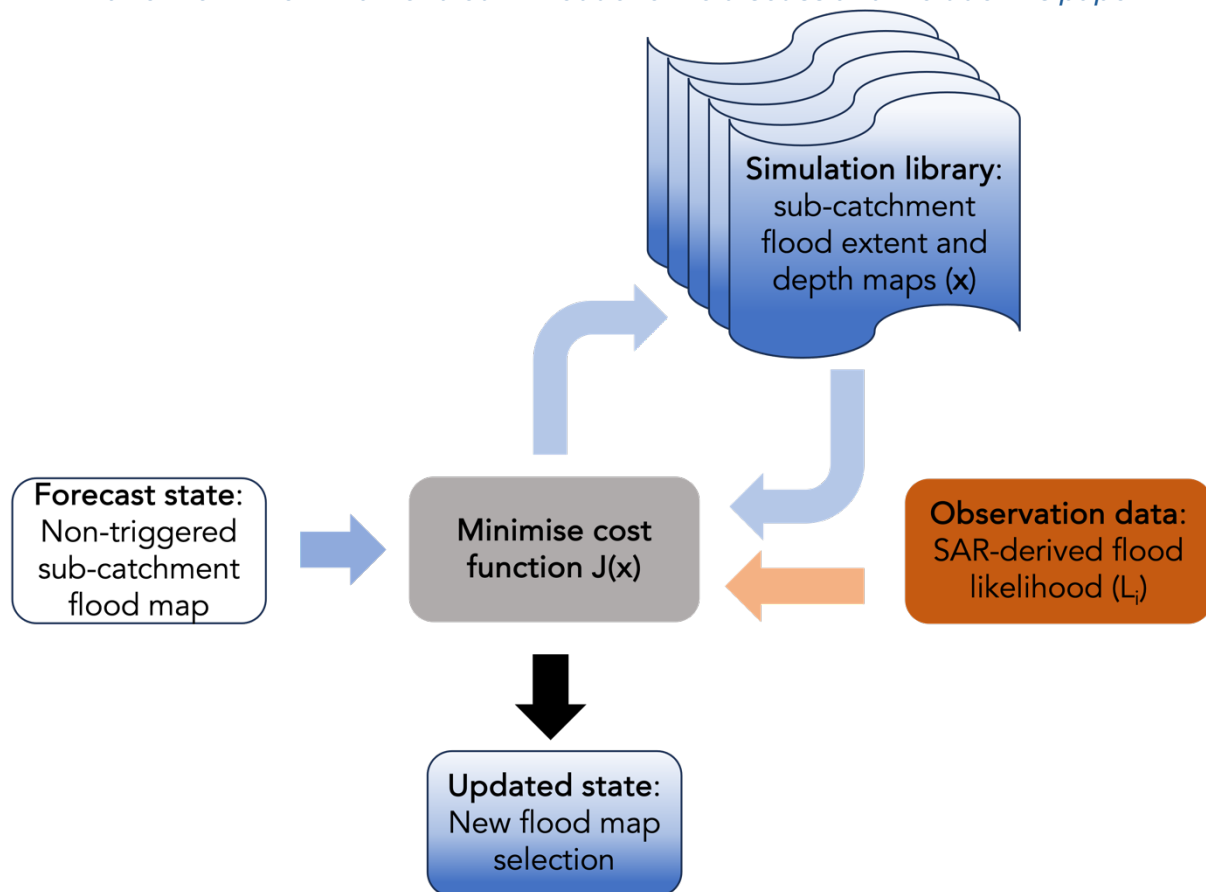 Simulation library:
sub-catchment
flood extent and
depth maps (x)
Forecast state:
Non-triggered
sub-catchment
flood map
Minimise cost
function J(x)
Observation data:
SAR-derived flood
likelihood (Lᵢ)
Updated state:
New flood map
selection